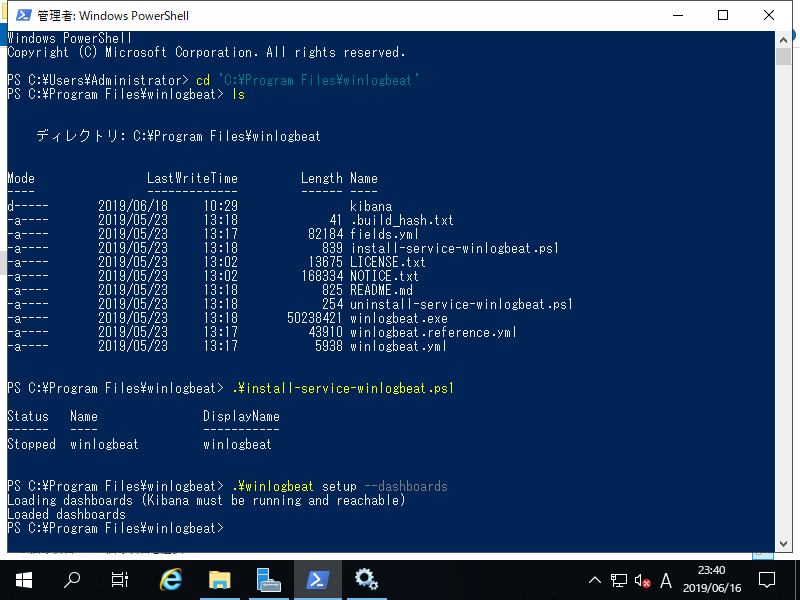 管理者: Windows PowerShell
Windows PowerShell
Copyright (C) Microsoft Corporation. All rights reserved.
PS C:¥Users¥Administrator> cd 'C:¥Program Files¥winlogbeat'
PS C:¥Program Files¥winlogbeat> ls
ディレクトリ: C:¥Program Files¥winlogbeat
Mode LastWriteTime Length Name
---- ------------- ------ ----
d----- 2019/06/18 10:29 kibana
-a---- 2019/05/23 13:18 41 .build_hash.txt
-a---- 2019/05/23 13:17 82184 fields.yml
-a---- 2019/05/23 13:18 839 install-service-winlogbeat.ps1
-a---- 2019/05/23 13:02 13675 LICENSE.txt
-a---- 2019/05/23 13:02 168334 NOTICE.txt
-a---- 2019/05/23 13:18 825 README.md
-a---- 2019/05/23 13:18 254 uninstall-service-winlogbeat.ps1
-a---- 2019/05/23 13:18 50238421 winlogbeat.exe
-a---- 2019/05/23 13:17 43910 winlogbeat.reference.yml
-a---- 2019/05/23 13:17 5938 winlogbeat.yml
PS C:¥Program Files¥winlogbeat> .¥install-service-winlogbeat.ps1
Status Name DisplayName
------ ---- -----------
Stopped winlogbeat winlogbeat
PS C:¥Program Files¥winlogbeat> .¥winlogbeat setup --dashboards
Loading dashboards (Kibana must be running and reachable)
Loaded dashboards
PS C:¥Program Files¥winlogbeat>
A
23:40
2019/06/16